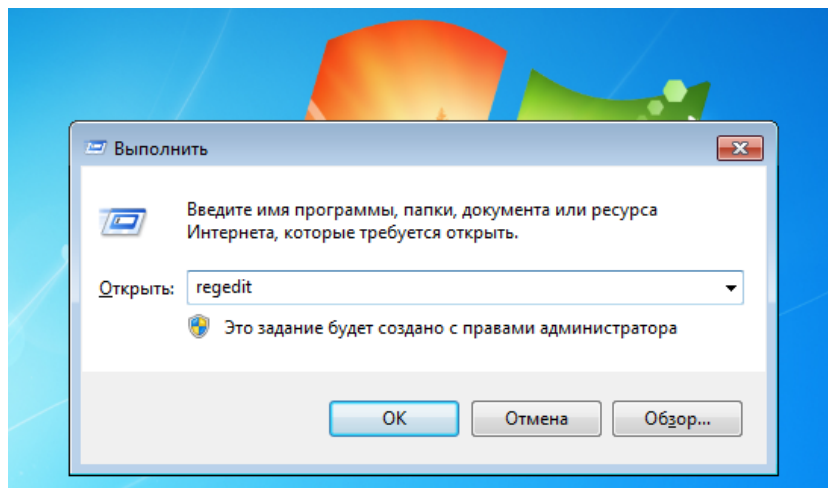 Выполнить
Введите имя программы, папки, документа или ресурса
Интернета, которые требуется открыть.
Открыть: regedit
Это задание будет создано с правами администратора
ОК Отмена Обзор...